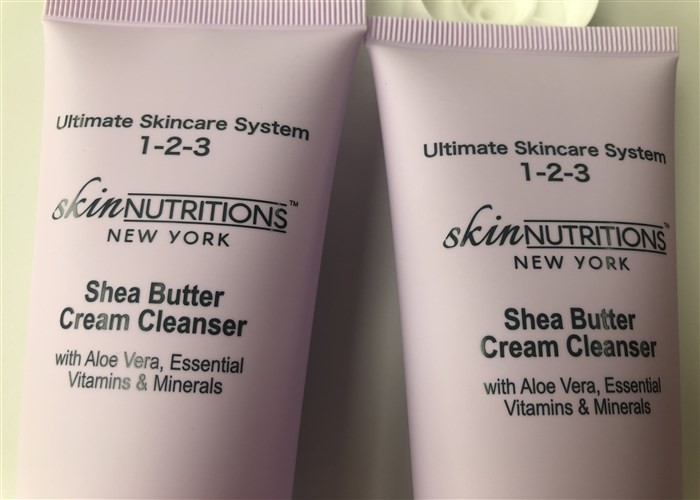 Ultimate Skincare System
1-2-3
skinNUTRITIONS™
NEW YORK
Shea Butter
Cream Cleanser
with Aloe Vera, Essential
Vitamins & Minerals
Ultimate Skincare System
1-2-3
skinNUTRITIONS™
NEW YORK
Shea Butter
Cream Cleanser
with Aloe Vera, Essential
Vitamins & Minerals